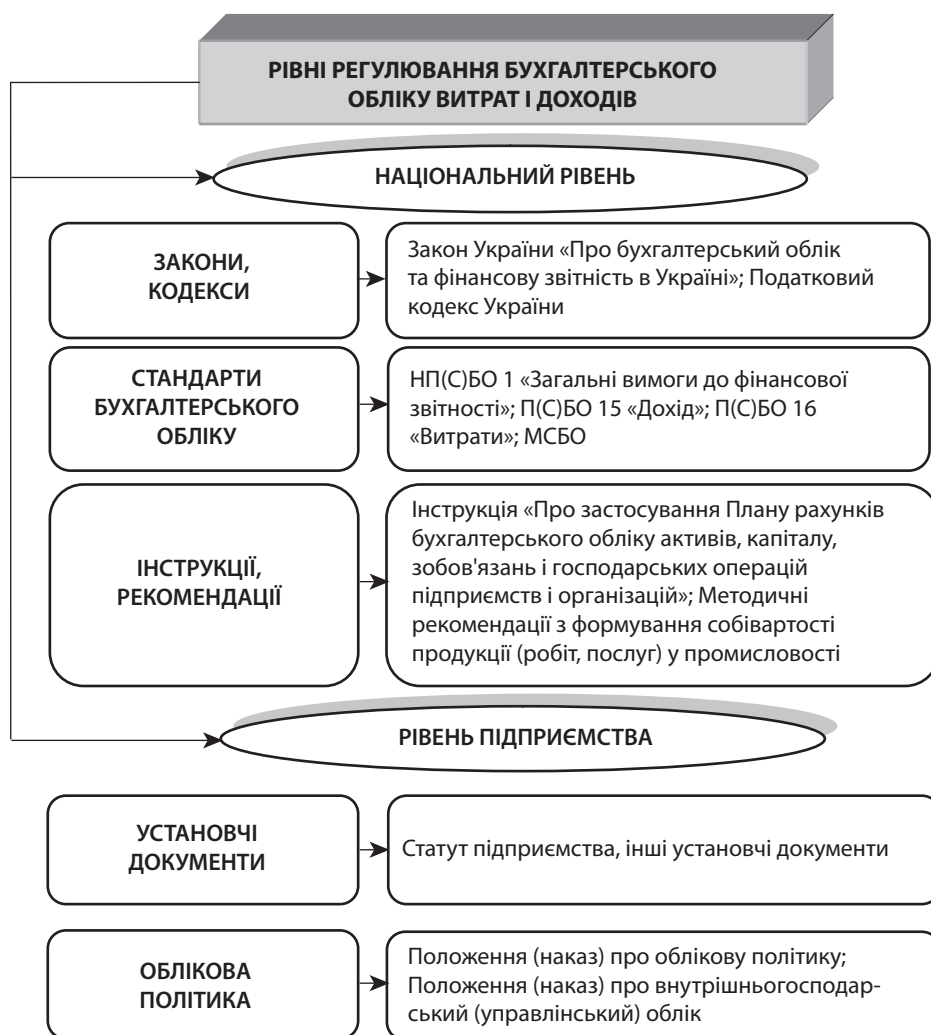 РІВНІ РЕГУЛЮВАННЯ БУХГАЛТЕРСЬКОГО
ОБЛІКУ ВИТРАТ І ДОХОДІВ
НАЦІОНАЛЬНИЙ РІВЕНЬ
ЗАКОНИ,
КОДЕКСИ
Закон України «Про бухгалтерський облік
та фінансову звітність в Україні»; Податковий
кодекс України
СТАНДАРТИ
БУХГАЛТЕРСЬКОГО
ОБЛІКУ
НП(С)БО 1 «Загальні вимоги до фінансової
звітності»; П(С)БО 15 «Дохід»; П(С)БО 16
«Витрати»; МСБО
ІНСТРУКЦІЇ,
РЕКОМЕНДАЦІЇ
Інструкція «Про застосування Плану рахунків
бухгалтерського обліку активів, капіталу,
зобов'язань і господарських операцій
підприємств і організацій»; Методичні
рекомендації з формування собівартості
продукції (робіт, послуг) у промисловості
РІВЕНЬ ПІДПРИЄМСТВА
УСТАНОВЧІ
ДОКУМЕНТИ
Статут підприємства, інші установчі документи
ОБЛІКОВА
ПОЛІТИКА
Положення (наказ) про облікову політику;
Положення (наказ) про внутрішньогосподар-
ський (управлінський) облік